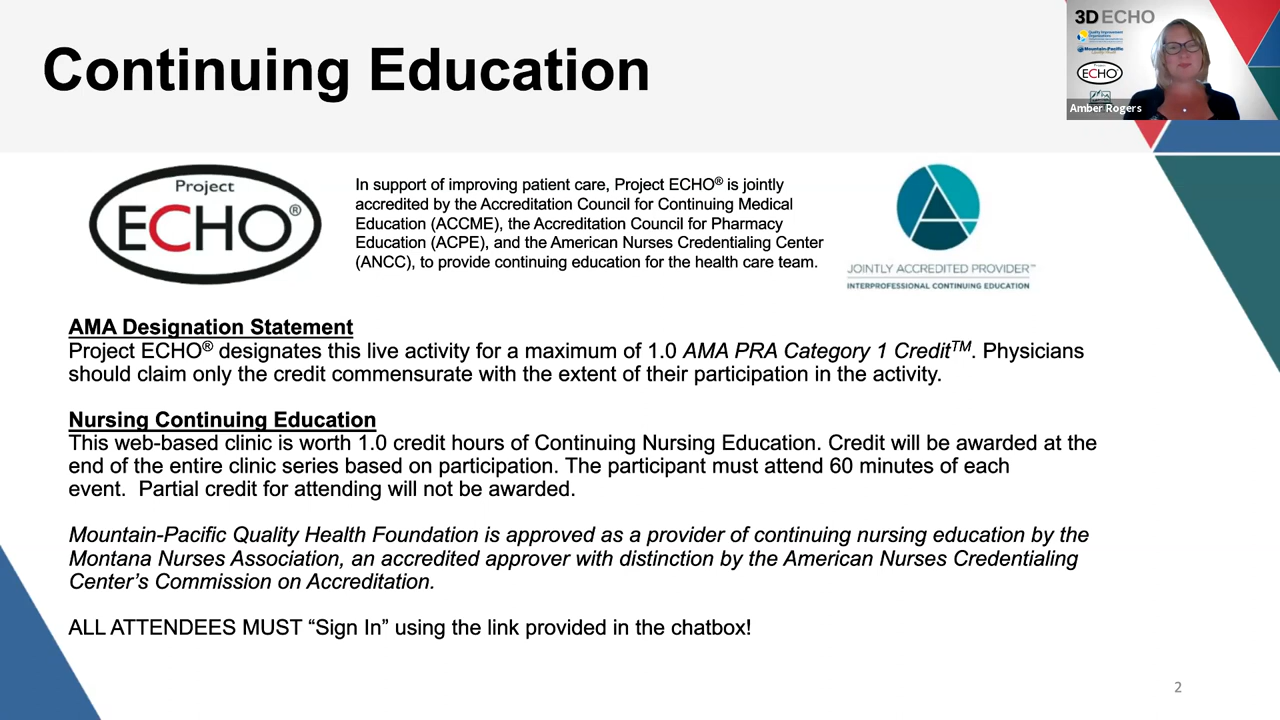 Continuing Education
3D ECHO
Quality Improvement
Organizations
Mountain-Pacific
Project
ECHO
Amber Rogers
Project
ECHO®
In support of improving patient care, Project ECHO® is jointly
accredited by the Accreditation Council for Continuing Medical
Education (ACCME), the Accreditation Council for Pharmacy
Education (ACPE), and the American Nurses Credentialing Center
(ANCC), to provide continuing education for the health care team.
JOINTLY ACCREDITED PROVIDER™
INTERPROFESSIONAL CONTINUING EDUCATION
AMA Designation Statement
Project ECHO® designates this live activity for a maximum of 1.0 AMA PRA Category 1 Credit™. Physicians
should claim only the credit commensurate with the extent of their participation in the activity.
Nursing Continuing Education
This web-based clinic is worth 1.0 credit hours of Continuing Nursing Education. Credit will be awarded at the
end of the entire clinic series based on participation. The participant must attend 60 minutes of each
event.  Partial credit for attending will not be awarded.
Mountain-Pacific Quality Health Foundation is approved as a provider of continuing nursing education by the
Montana Nurses Association, an accredited approver with distinction by the American Nurses Credentialing
Center’s Commission on Accreditation.
ALL ATTENDEES MUST “Sign In” using the link provided in the chatbox!
2